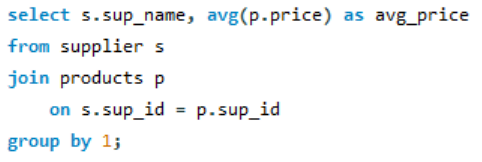 select s.sup_name, avg(p.price) as avg_price
from supplier s
join products p
    on s.sup_id = p.sup_id
group by 1;